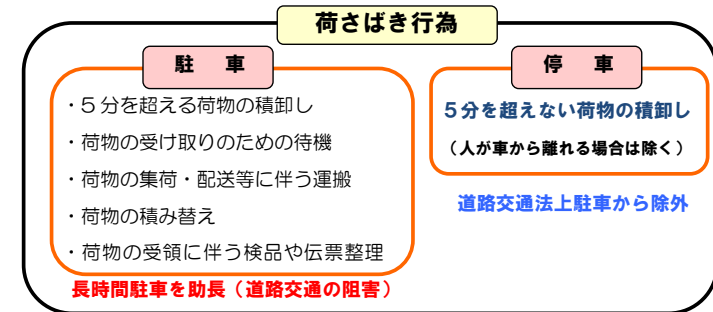 荷さばき行為
駐 車
・5分を超える荷物の積卸し
・荷物の受け取りのための待機
・荷物の集荷・配送等に伴う運搬
・荷物の積み替え
・荷物の受領に伴う検品や伝票整理
長時間駐車を助長(道路交通の阻害)
停 車
5分を超えない荷物の積卸し
(人が車から離れる場合は除く)
道路交通法上駐車から除外